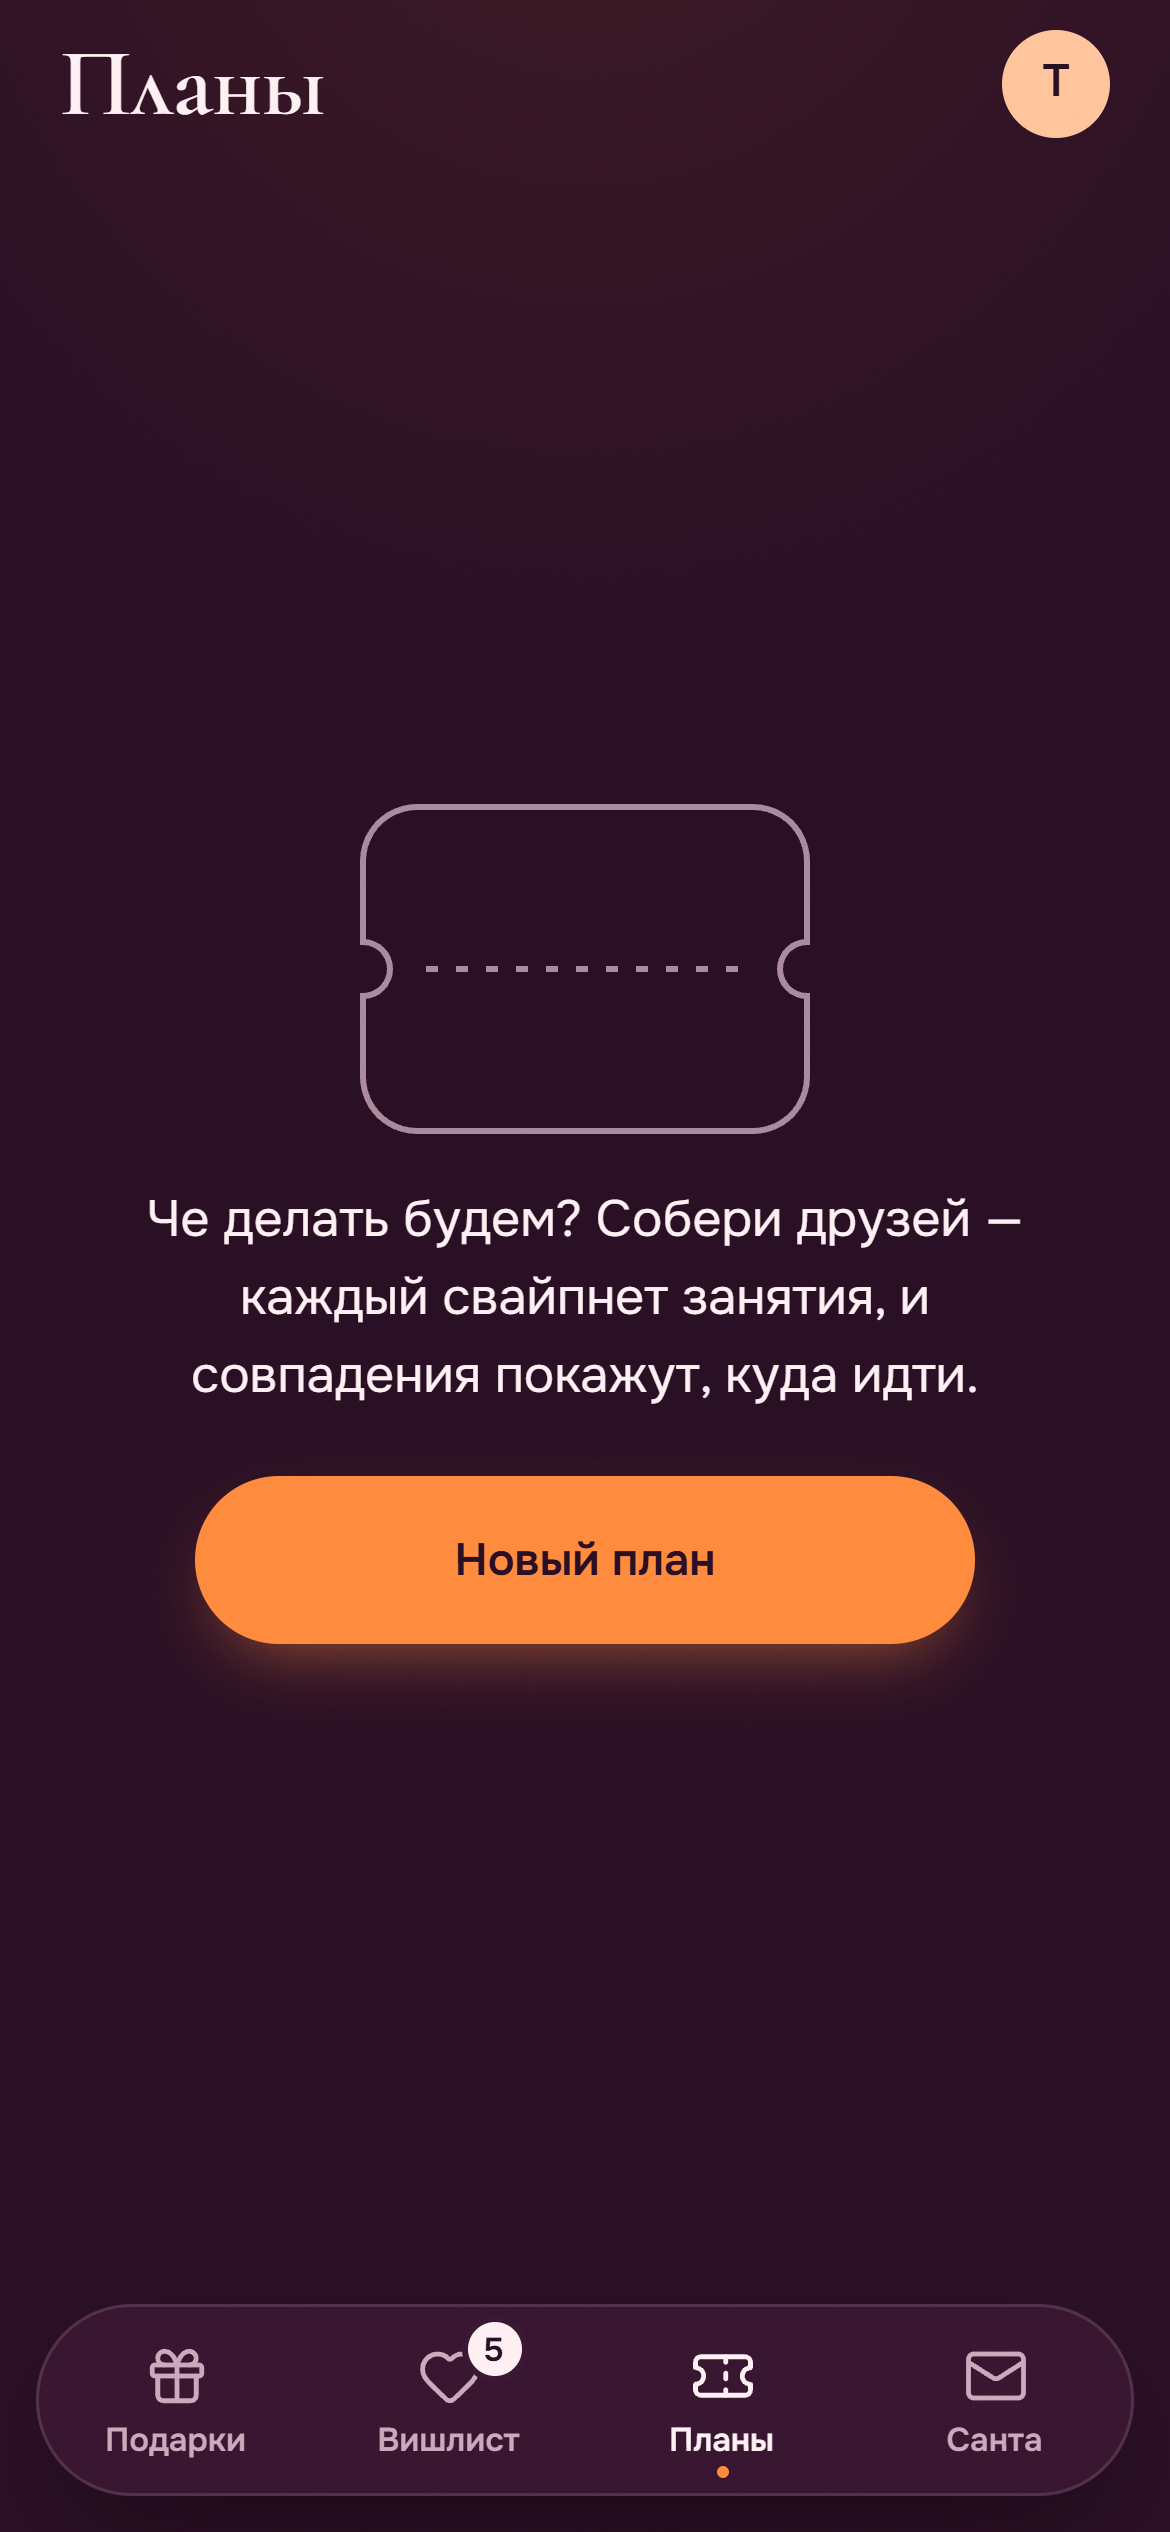 Планы
T
Че делать будем? Собери друзей —
каждый свайпнет занятия, и
совпадения покажут, куда идти.
Новый план
5
Подарки
Вишлист
Планы
Санта